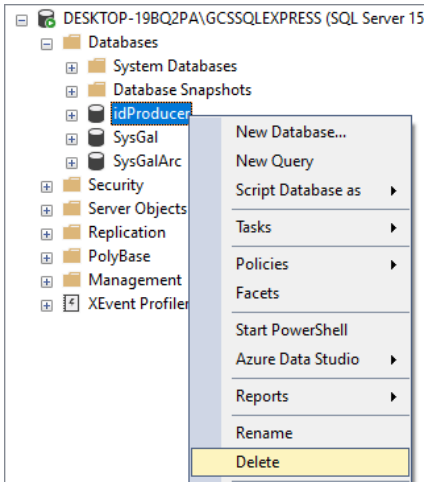 DESKTOP-19BQ2PA\GCSSQLEXPRESS (SQL Server 15
Databases
System Databases
Database Snapshots
idProducer
SysGal
SysGalArc
Security
Server Objects
Replication
PolyBase
Management
XEvent Profiler
New Database...
New Query
Script Database as
Tasks
Policies
Facets
Start PowerShell
Azure Data Studio
Reports
Rename
Delete